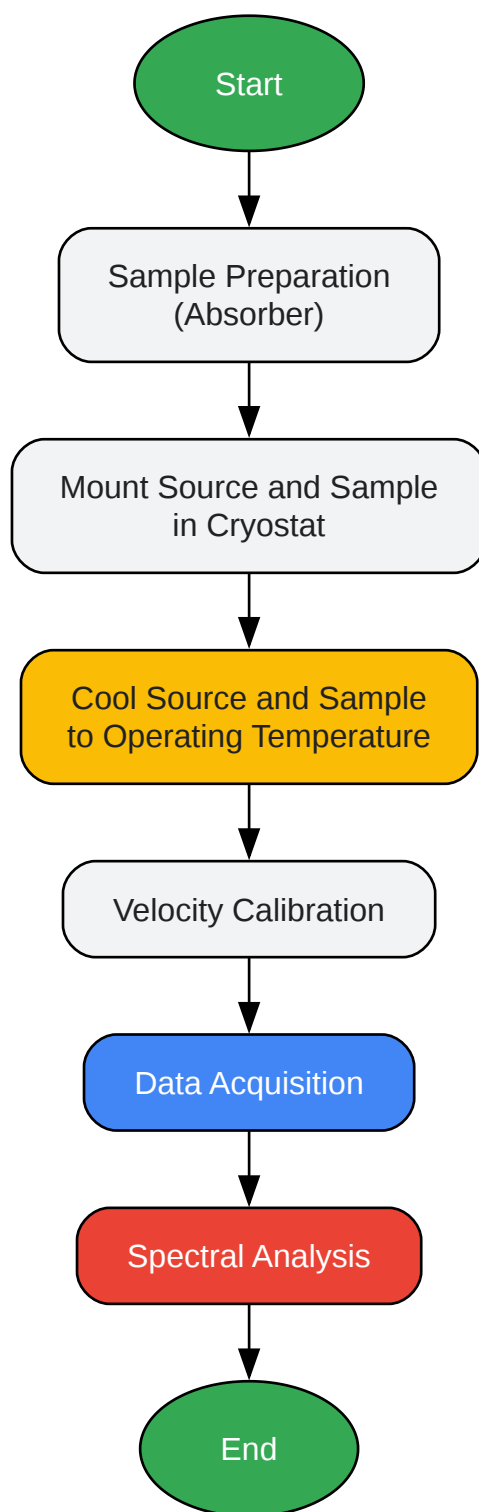 Start
Sample Preparation
(Absorber)
Mount Source and Sample
in Cryostat
Cool Source and Sample
to Operating Temperature
Velocity Calibration
Data Acquisition
Spectral Analysis
End